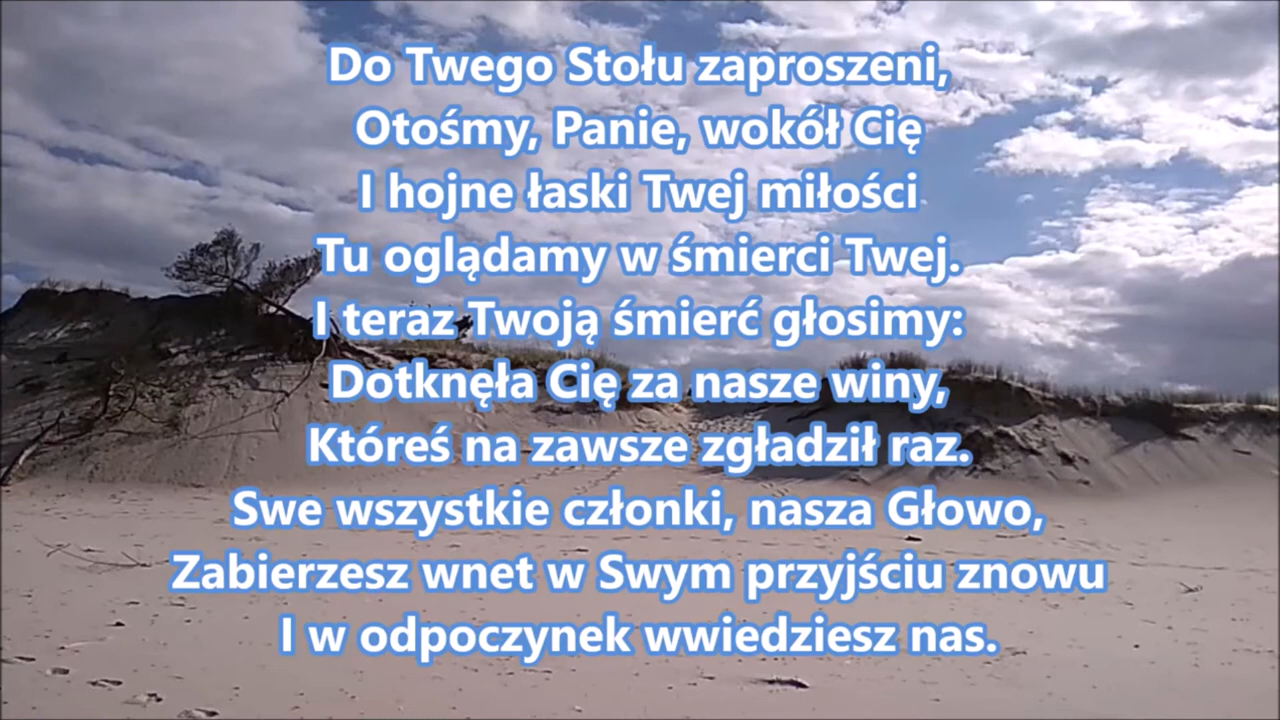 Do Twego Stołu zaproszeni,
Otośmy, Panie, wokół Cię
I hojne łaski Twej miłości
Tu oglądamy w śmierci Twej.
I teraz Twoją śmierć głosimy:
Dotknęła Cię za nasze winy,
Któreś na zawsze zgładził raz.
Swe wszystkie członki, nasza Głowo,
Zabierzesz wnet w Swym przyjściu znowu
I w odpoczynek wwiedziesz nas.